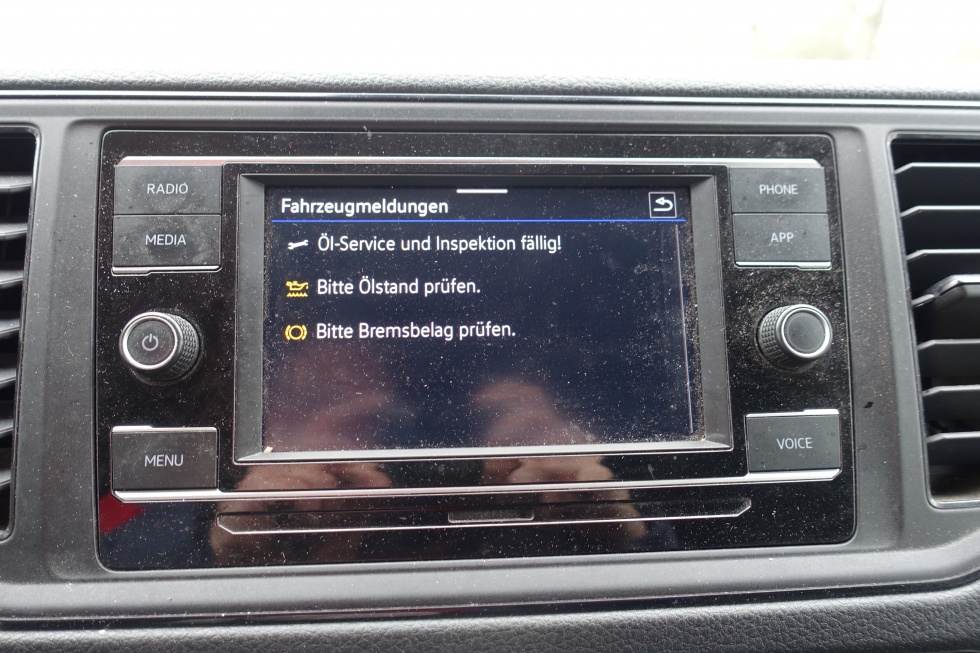 RADIO
MEDIA
MENU
Fahrzeugmeldungen
Öl-Service und Inspektion fällig!
Bitte Ölstand prüfen.
Bitte Bremsbelag prüfen.
PHONE
APP
VOICE